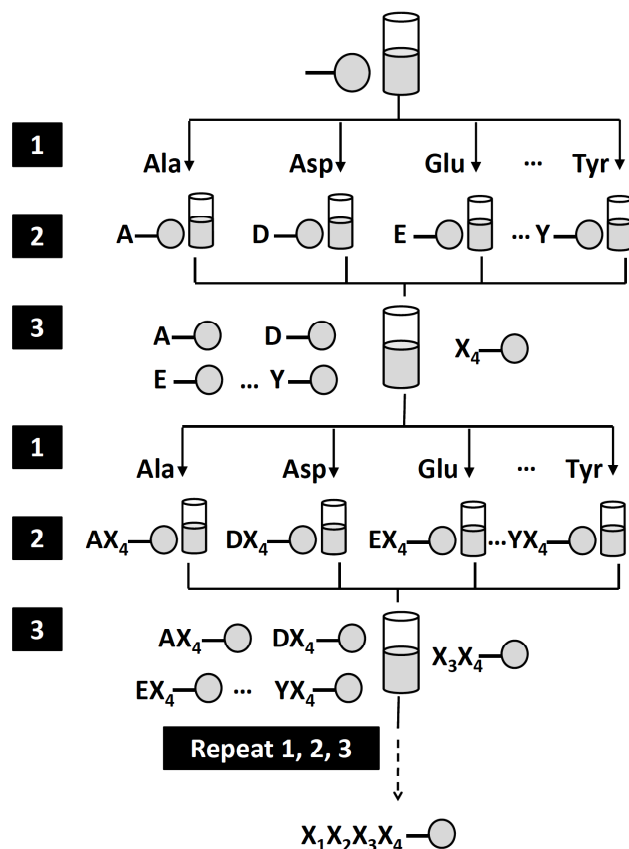 1
Ala Asp Glu ... Tyr
2
A D E ... Y
3
A D
X₄
E ... Y
1
Ala Asp Glu ... Tyr
2
AX₄ DX₄ EX₄ ... YX₄
3
AX₄ DX₄
X₃X₄
EX₄ ... YX₄
Repeat 1, 2, 3
X₁X₂X₃X₄